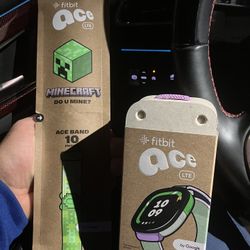 fitbit
ace
LTE
MINECRAFT
DO U MINE?
ACE BAND
10
fitbit
ace
LTE
10
09
by Google